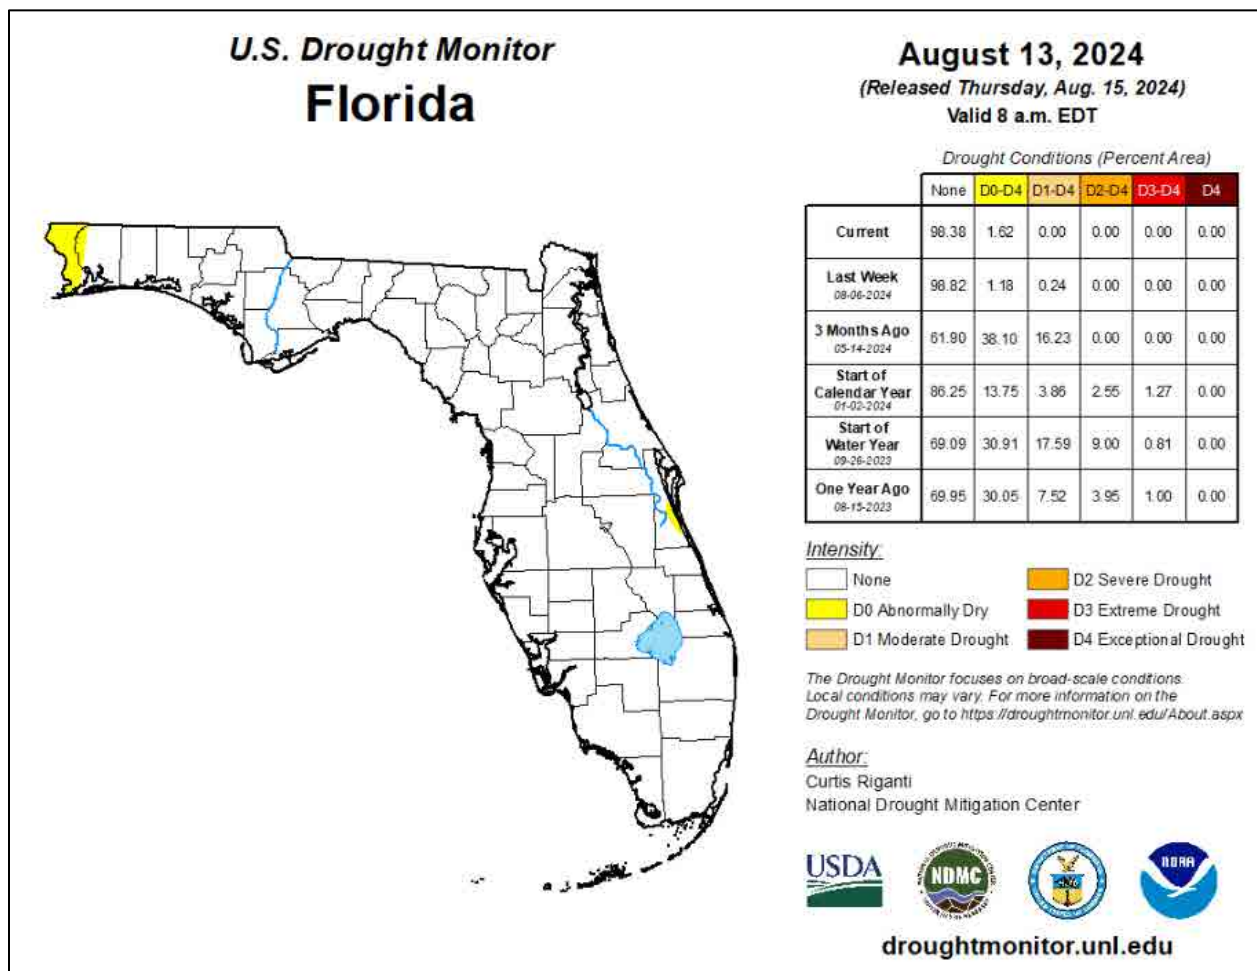 U.S. Drought Monitor
Florida
August 13, 2024
(Released Thursday, Aug. 15, 2024)
Valid 8 a.m. EDT
Drought Conditions (Percent Area)
None D0-D4 D1-D4 D2-D4 D3-D4 D4
Current 98.38 1.62 0.00 0.00 0.00 0.00
Last Week 98.82 1.18 0.24 0.00 0.00 0.00
08-06-2024
3 Months Ago 61.90 38.10 16.23 0.00 0.00 0.00
05-14-2024
Start of
Calendar Year 86.25 13.75 3.86 2.55 1.27 0.00
01-02-2024
Start of
Water Year 69.09 30.91 17.59 9.00 0.81 0.00
09-26-2023
One Year Ago 69.95 30.05 7.52 3.95 1.00 0.00
08-15-2023
Intensity:
None
D0 Abnormally Dry
D1 Moderate Drought
D2 Severe Drought
D3 Extreme Drought
D4 Exceptional Drought
The Drought Monitor focuses on broad-scale conditions.
Local conditions may vary. For more information on the
Drought Monitor, go to https://droughtmonitor.unl.edu/About.aspx
Author:
Curtis Riganti
National Drought Mitigation Center
USDA
NDMC
NOAA
droughtmonitor.unl.edu